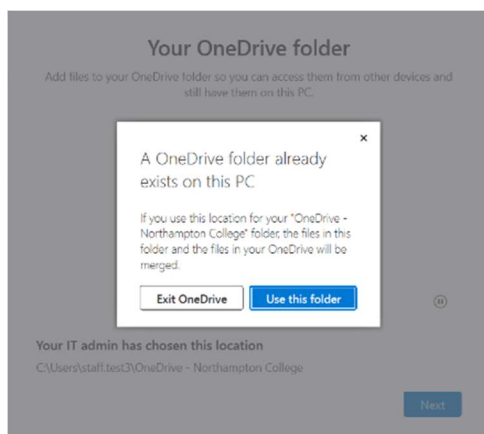 Your OneDrive folder
Add files to your OneDrive folder so you can access them from other devices and
still have them on this PC.
A OneDrive folder already
exists on this PC
If you use this location for your "OneDrive -
Northampton College" folder, the files in this
folder and the files in your OneDrive will be
merged.
Exit OneDrive
Use this folder
Your IT admin has chosen this location
C:\Users\staff.test3\OneDrive - Northampton College
Next